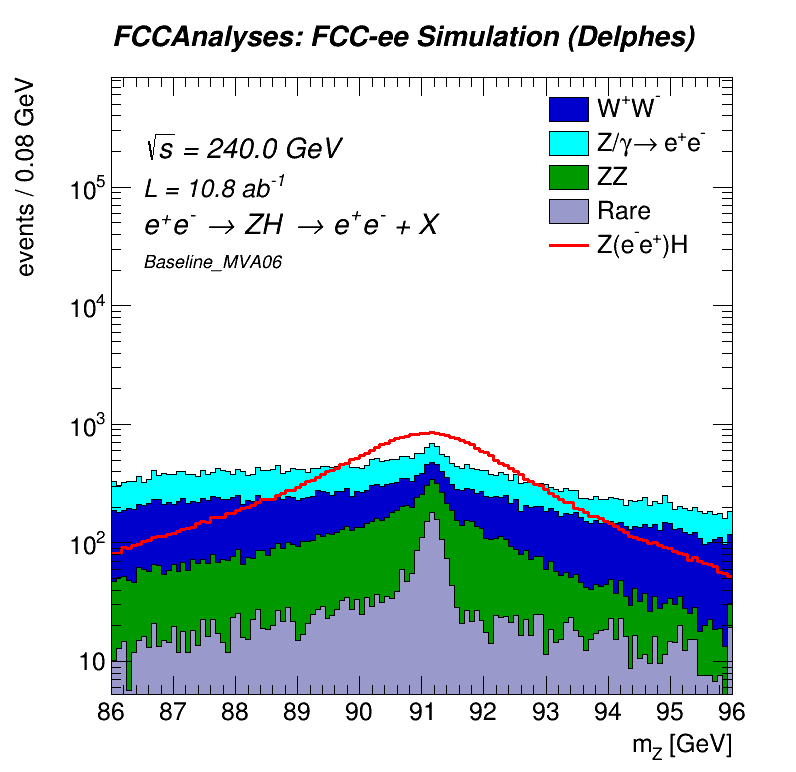 FCCAnalyses: FCC-ee Simulation (Delphes)
events / 0.08 GeV
√s = 240.0 GeV
L = 10.8 ab⁻¹
e⁺e⁻ → ZH → e⁺e⁻ + X
Baseline_MVA06
W⁺W⁻
Z/γ→ e⁺e⁻
ZZ
Rare
Z(e⁻e⁺)H
10⁵
10⁴
10³
10²
10
86 87 88 89 90 91 92 93 94 95 96
m_Z [GeV]